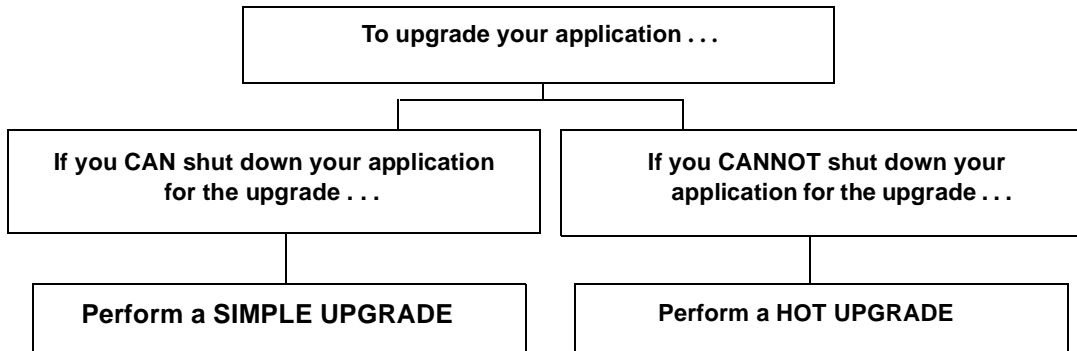 To upgrade your application . . .
If you CAN shut down your application
for the upgrade . . .
If you CANNOT shut down your
application for the upgrade . . .
Perform a SIMPLE UPGRADE
Perform a HOT UPGRADE